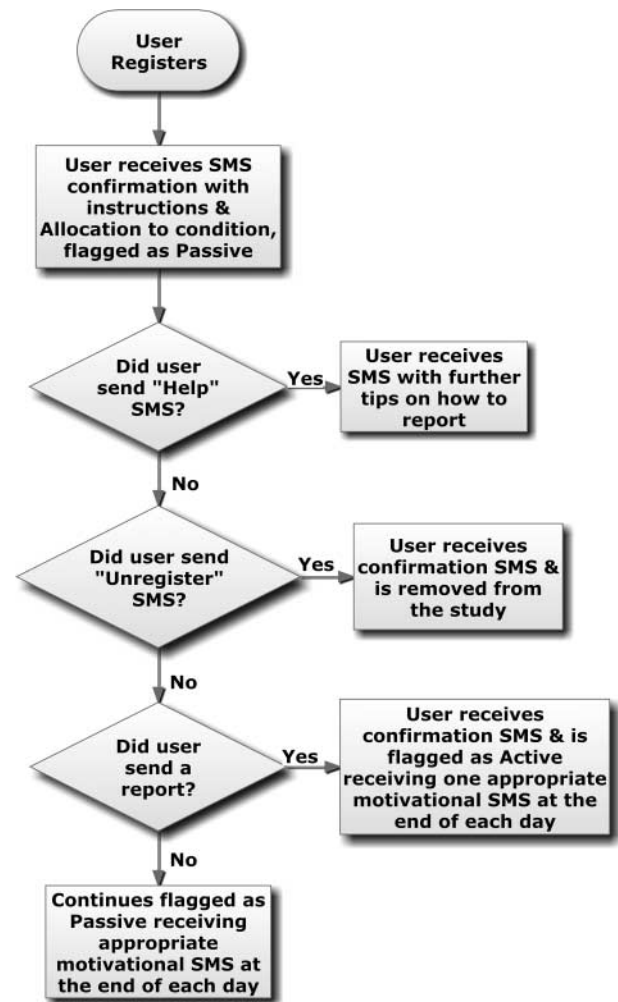 User
Registers
User receives SMS
confirmation with
instructions &
Allocation to condition,
flagged as Passive
Did user
send "Help"
SMS?
Yes
User receives
SMS with further
tips on how to
report
No
Did user send
"Unregister"
SMS?
Yes
User receives
confirmation SMS &
is removed from
the study
No
Did user
send a
report?
Yes
User receives
confirmation SMS & is
flagged as Active
receiving one appropriate
motivational SMS at the
end of each day
No
Continues flagged as
Passive receiving
appropriate
motivational SMS at
the end of each day